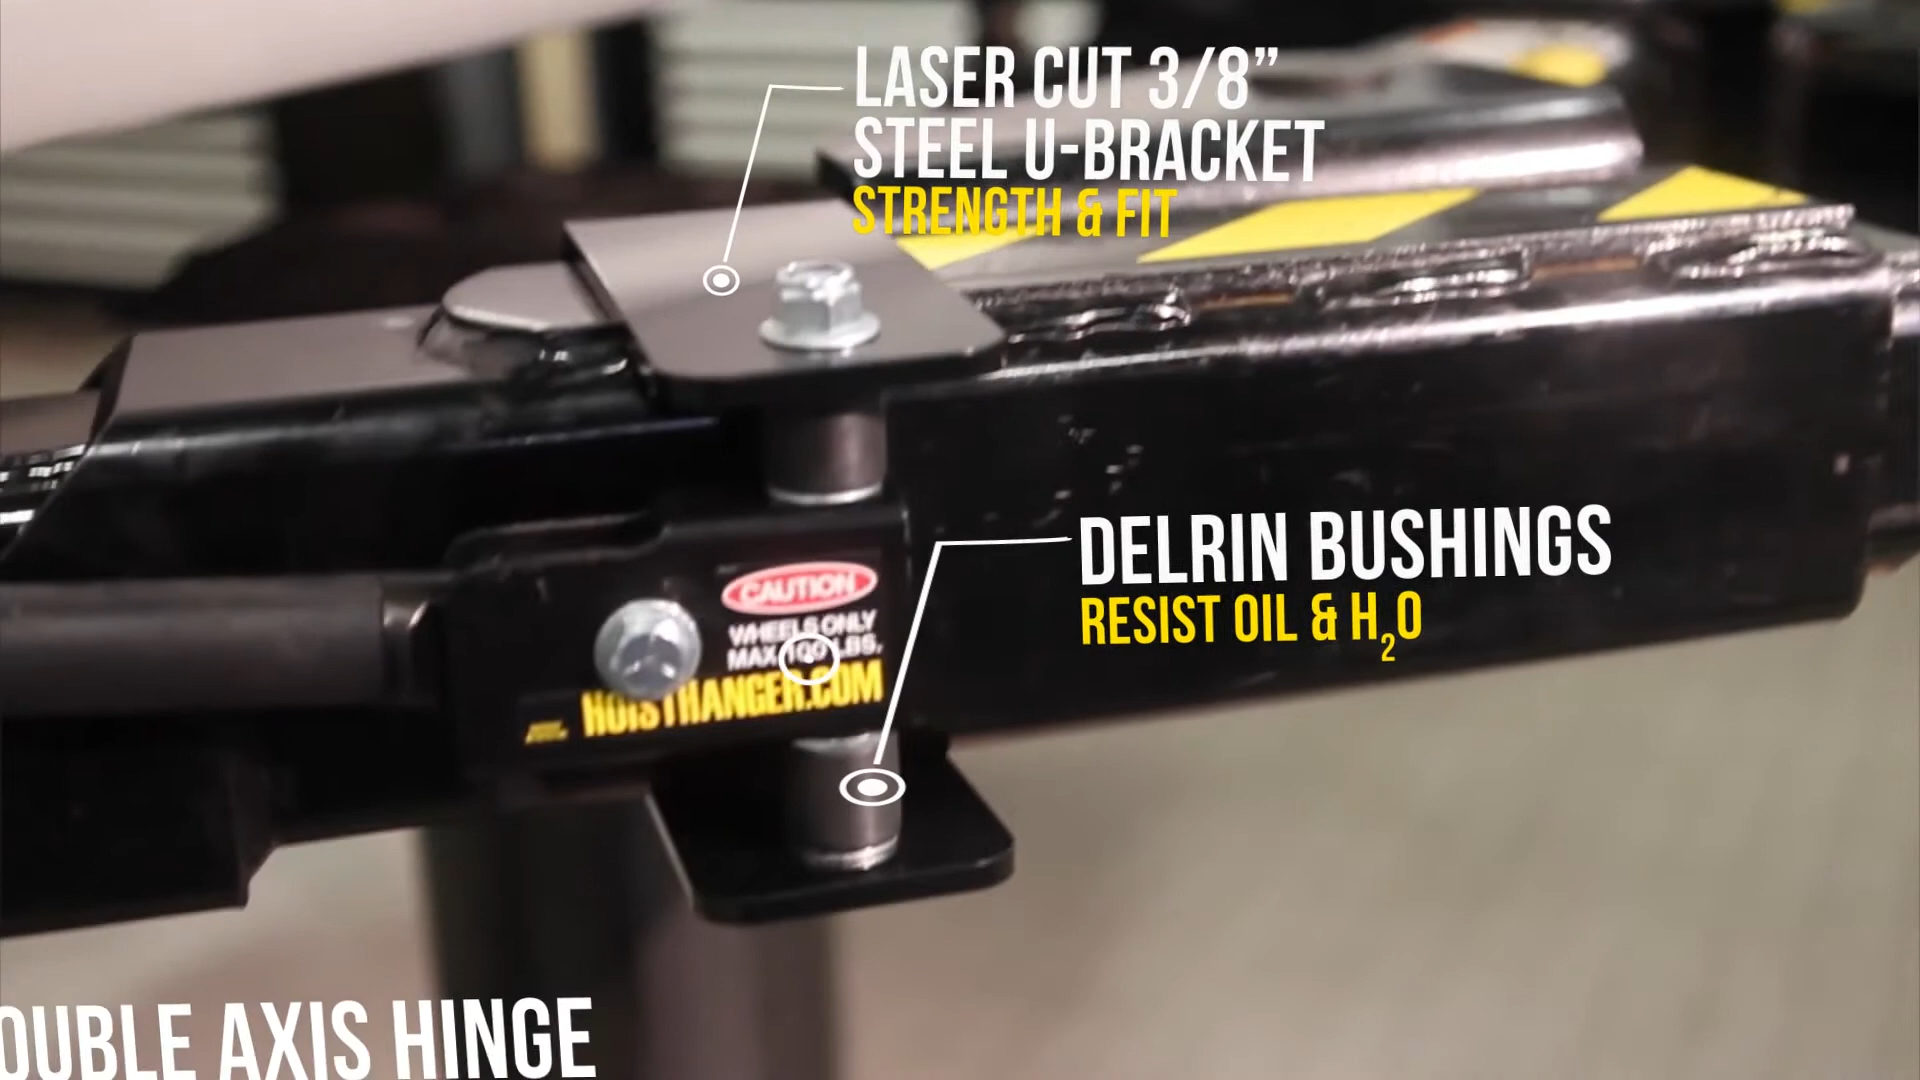 LASER CUT 3/8”
STEEL U-BRACKET
STRENGTH & FIT
DELRIN BUSHINGS
RESIST OIL & H2O
CAUTION
WHEELS ONLY
MAX 100 LBS.
HOISTHANGER.COM
OUBLE AXIS HINGE